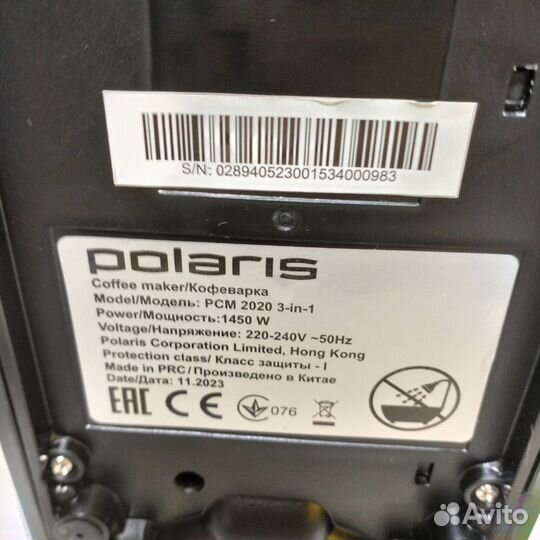 S/N: 028940523001534000983
polaris
Coffee maker/Кофеварка
Model/Модель: PCM 2020 3-in-1
Power/Мощность:1450 W
Voltage/Напряжение: 220-240V ~50Hz
Polaris Corporation Limited, Hong Kong
Protection class/ Класс защиты - I
Made in PRC/Произведено в Китае
Date/Дата: 11.2023
EAC CE 076
Avito